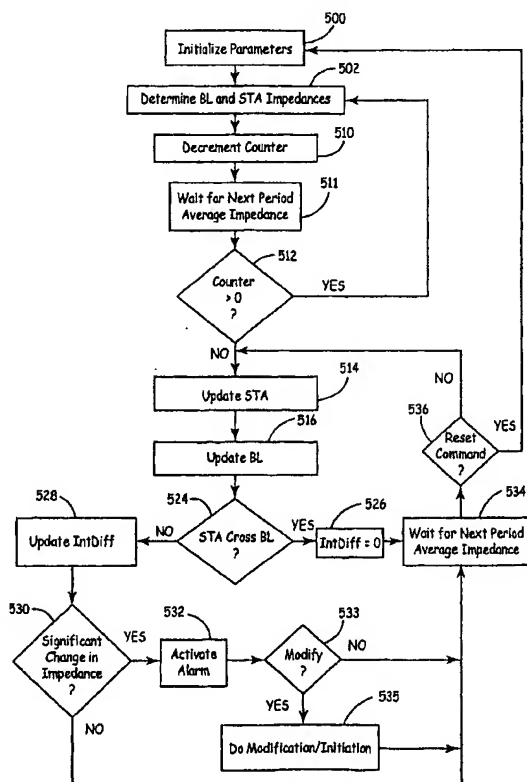 500
Initialize Parameters
502
Determine BL and STA Impedances
510
Decrement Counter
511
Wait for Next Period
Average Impedance
512
Counter
> 0
?
YES
NO
514
Update STA
516
Update BL
524
STA Cross BL
?
NO
YES
526
IntDiff = 0
528
Update IntDiff
534
Wait for Next Period
Average Impedance
536
Reset
Command
?
NO
YES
530
Significant
Change in
Impedance
?
YES
NO
532
Activate
Alarm
533
Modify
?
NO
YES
535
Do Modification/Initiation